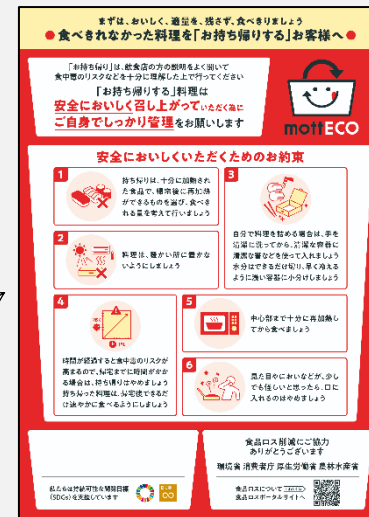 まずは、おいしく、適量を、残さず、食べきりましょう
●食べきれなかった料理を「お持ち帰りする」お客様へ●
「お持ち帰り」は、飲食店の方の説明をよく聞いて
食中毒のリスクなどを十分に理解した上で行ってください
「お持ち帰りする」料理は
安全においしく召し上がっていただく為に
ご自身でしっかり管理をお願いします
mottECO
安全においしくいただくためのお約束
1
持ち帰りは、十分に加熱され
た食品で、帰宅後に再加熱
ができるものを選び、食べき
れる量を考えて行いましょう
2
料理は、暖かい所に置かな
いようにしましょう
3
自分で料理を詰める場合は、手を
清潔に洗ってから、清潔な容器に
清潔な箸などを使って入れましょう
水分はできるだけ切り、早く冷える
ように浅い容器に小分けしましょう
4
時間が経過すると食中毒のリスクが
高まるので、帰宅までに時間がかか
る場合は、持ち帰りはやめましょう
持ち帰った料理は、帰宅後できるだ
け速やかに食べるようにしましょう
5
中心部まで十分に再加熱し
てから食べましょう
6
見た目やにおいなどが、少し
でも怪しいと思ったら、口に
入れるのはやめましょう
私たちは持続可能な開発目標
(SDGs)を支援しています
食品ロス削減にご協力
ありがとうございます
環境省 消費者庁 厚生労働省 農林水産省
食品ロスについて
食品ロスポータルサイトへ